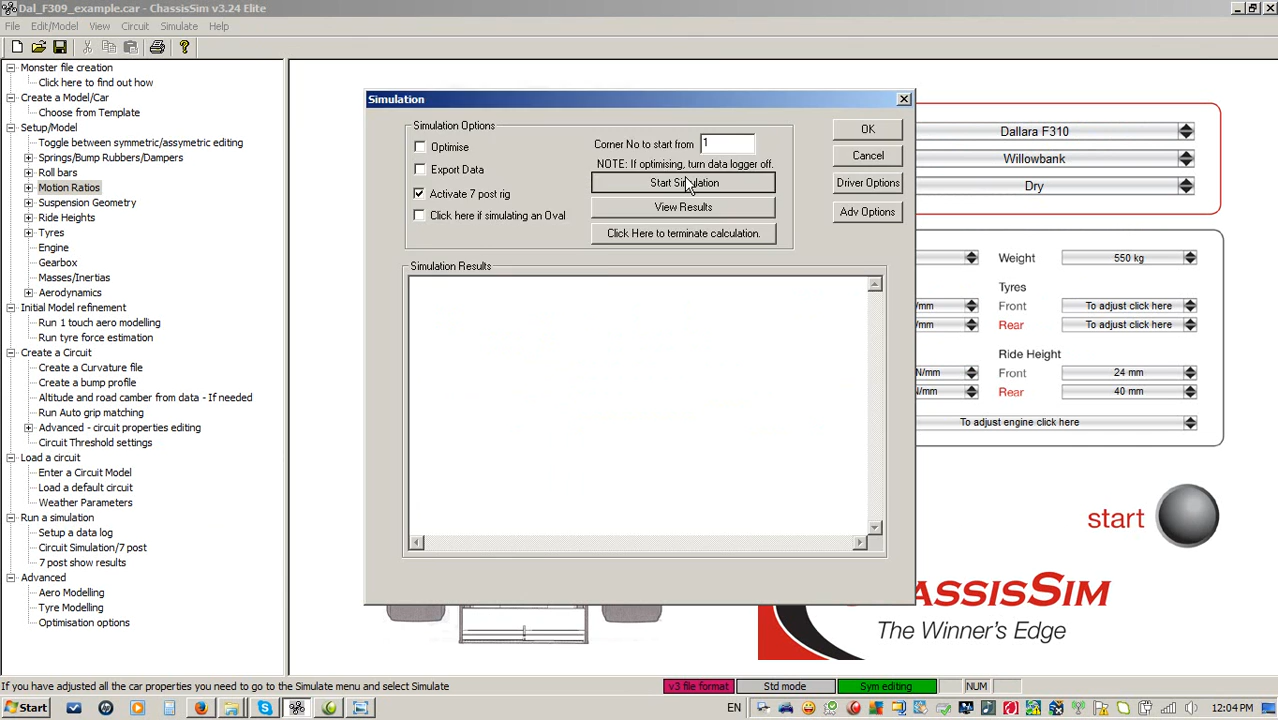 Dal_F309_example.car - ChassisSim v3.24 Elite
File Edit/Model View Circuit Simulate Help
Monster file creation
Click here to find out how
Create a Model/Car
Choose from Template
Setup/Model
Toggle between symmetric/assymetric editing
Springs/Bump Rubbers/Dampers
Roll bars
Motion Ratios
Suspension Geometry
Ride Heights
Tyres
Engine
Gearbox
Masses/Inertias
Aerodynamics
Initial Model refinement
Run 1 touch aero modelling
Run tyre force estimation
Create a Circuit
Create a Curvature file
Create a bump profile
Altitude and road camber from data - If needed
Run Auto grip matching
Advanced - circuit properties editing
Circuit Threshold settings
Load a circuit
Enter a Circuit Model
Load a default circuit
Weather Parameters
Run a simulation
Setup a data log
Circuit Simulation/7 post
7 post show results
Advanced
Aero Modelling
Tyre Modelling
Optimisation options
Simulation
Simulation Options
Optimise
Export Data
Activate 7 post rig
Click here if simulating an Oval
Corner No to start from 1
NOTE: If optimising, turn data logger off.
Start Simulation
View Results
Click Here to terminate calculation.
OK
Cancel
Driver Options
Adv Options
Simulation Results
Dallara F310
Willowbank
Dry
Weight 550 kg
Tyres
/mm Front To adjust click here
/mm Rear To adjust click here
Ride Height
N/mm Front 24 mm
N/mm Rear 40 mm
To adjust engine click here
start
HASSISSIM
The Winner's Edge
If you have adjusted all the car properties you need to go to the Simulate menu and select Simulate
v3 file format Std mode Sym editing NUM
Start EN 12:04 PM